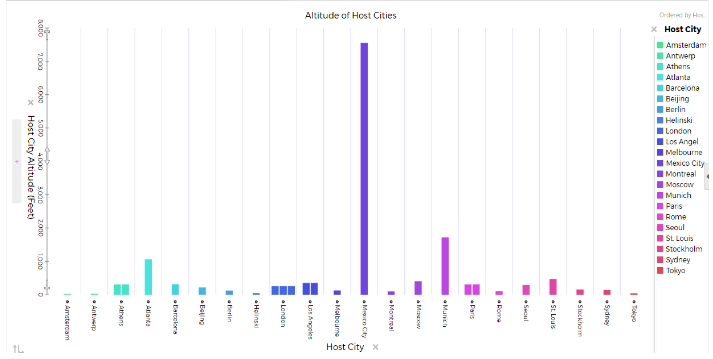 Altitude of Host Cities
Ordered by Hos...
Host City
Amsterdam
Antwerp
Athens
Atlanta
Barcelona
Beijing
Berlin
Helinski
London
Los Angel..
Melbourne
Mexico City
Montreal
Moscow
Munich
Paris
Rome
Seoul
St. Louis
Stockholm
Sydney
Tokyo
Host City Altitude (Feet)
8,000
7,000
6,000
5,000
4,000
3,000
2,000
1,000
0
Amsterdam
Antwerp
Athens
Atlanta
Barcelona
Beijing
Berlin
Helinski
London
Los Angeles
Melbourne
Mexico City
Montreal
Moscow
Munich
Paris
Rome
Seoul
St. Louis
Stockholm
Sydney
Tokyo
Host City